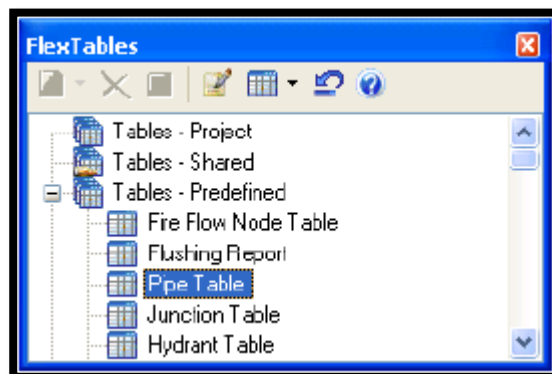 FlexTables
Tables - Project
Tables - Shared
Tables - Predefined
Fire Flow Node Table
Flushing Report
Pipe Table
Junction Table
Hydrant Table